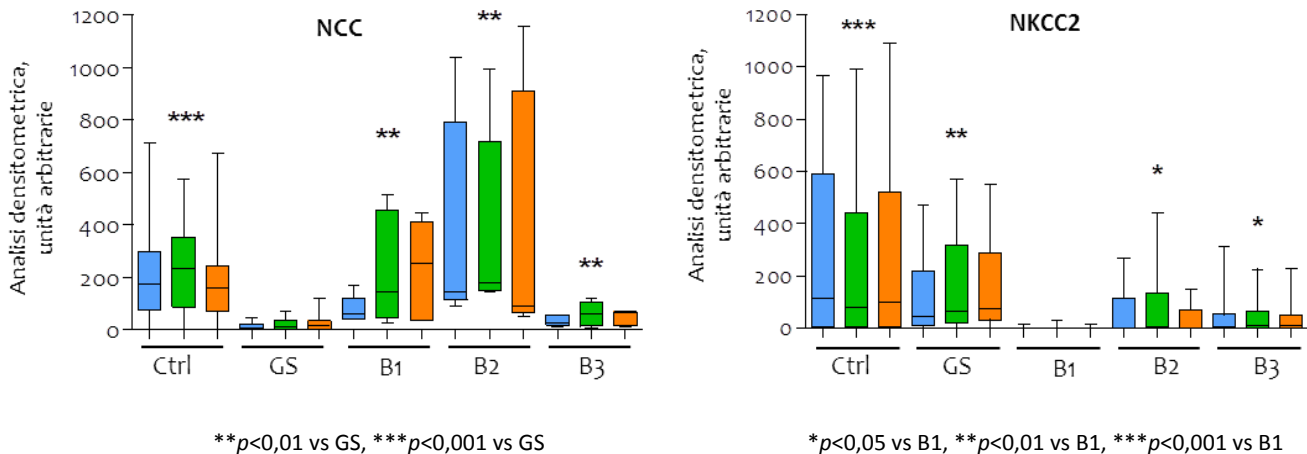 NCC
Analisi densitometrica,
unità arbitrarie
1200
1000
800
600
400
200
0
***
**
**
**
Ctrl
GS
B1
B2
B3
**p<0,01 vs GS, ***p<0,001 vs GS
NKCC2
Analisi densitometrica,
unità arbitrarie
1200
1000
800
600
400
200
0
***
**
*
*
Ctrl
GS
B1
B2
B3
*p<0,05 vs B1, **p<0,01 vs B1, ***p<0,001 vs B1